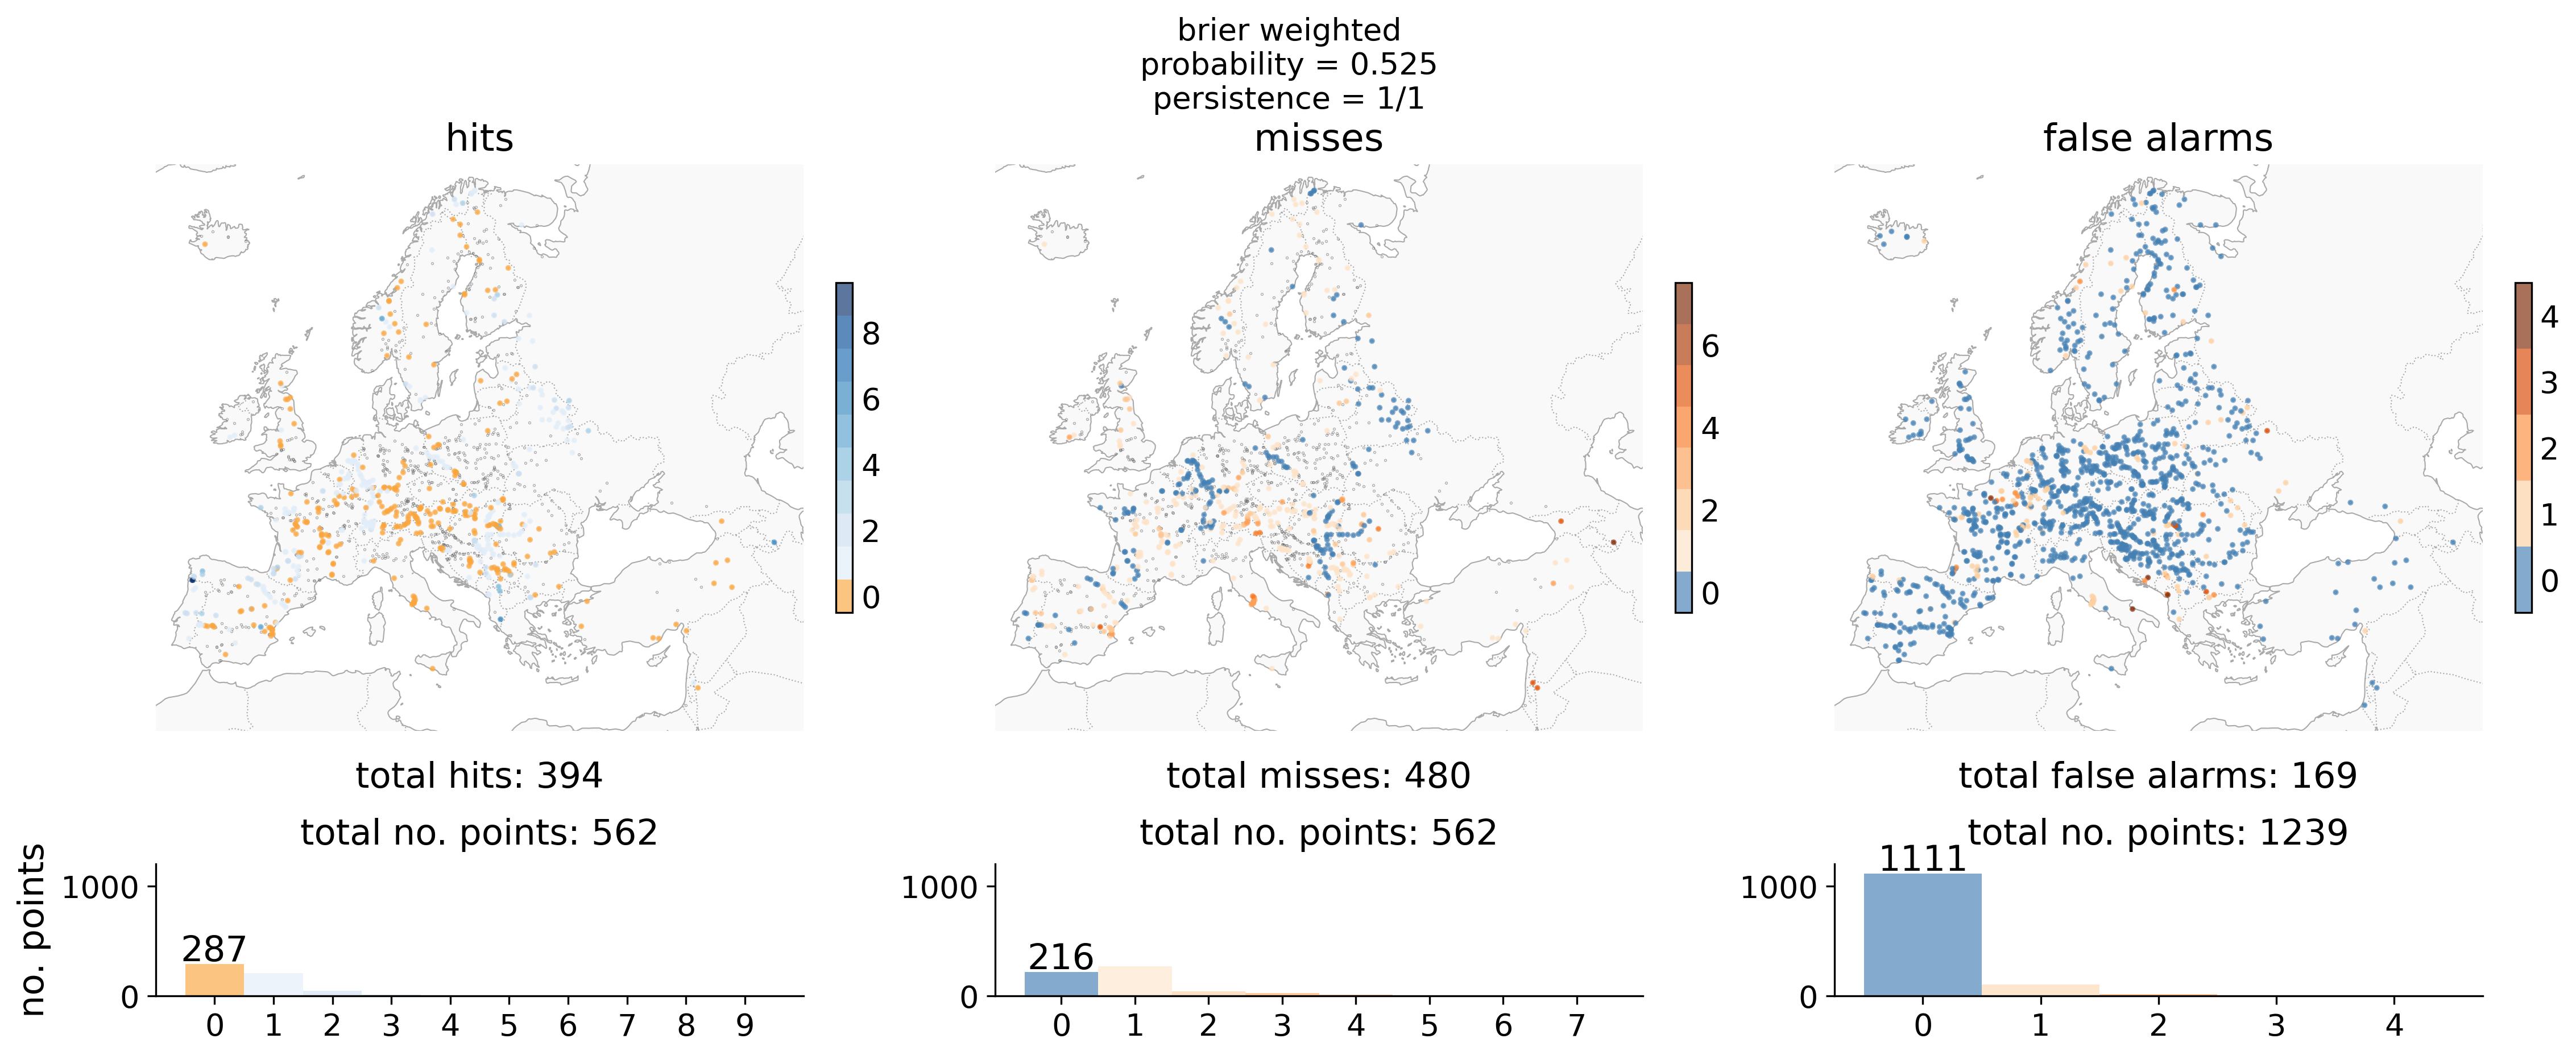 brier weighted
probability = 0.525
persistence = 1/1
hits
misses
false alarms
8
6
4
2
0
6
4
2
0
4
3
2
1
0
total hits: 394
total misses: 480
total false alarms: 169
total no. points: 562
total no. points: 562
total no. points: 1239
no. points
1000
0
287
0 1 2 3 4 5 6 7 8 9
1000
0
216
0 1 2 3 4 5 6 7
1000
0
1111
0 1 2 3 4